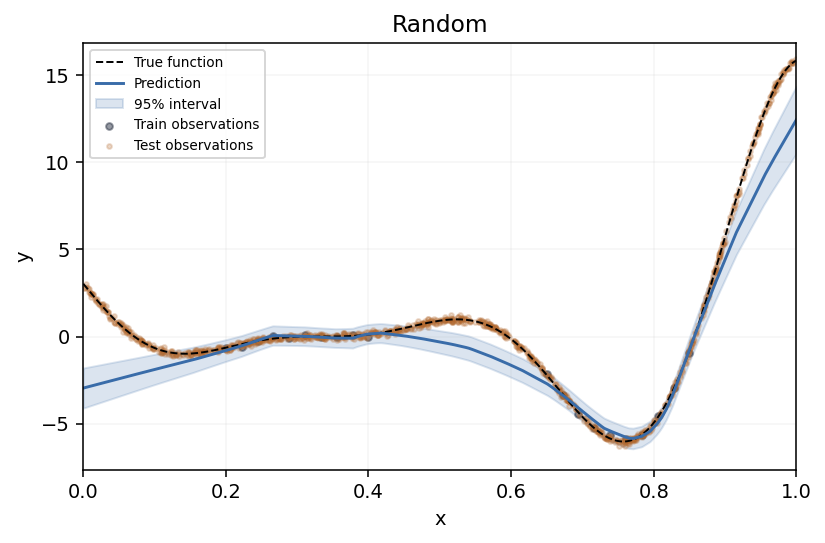 Random
True function
Prediction
95% interval
Train observations
Test observations
15
10
5
0
−5
y
0.0 0.2 0.4 0.6 0.8 1.0
x